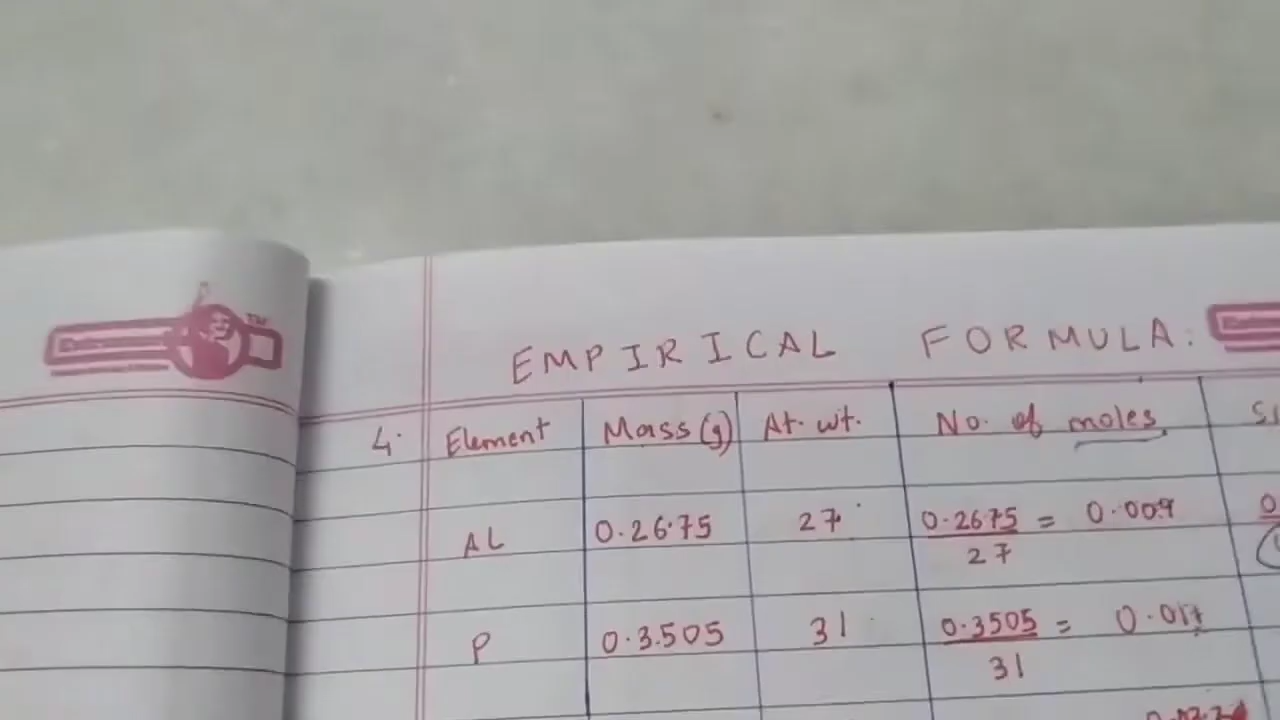 EMPIRICAL FORMULA:
4. Element Mass (g) At. wt. No. of moles
AL 0.2675 27 0.2675 = 0.009
27
P 0.3505 31 0.3505 = 0.017
31